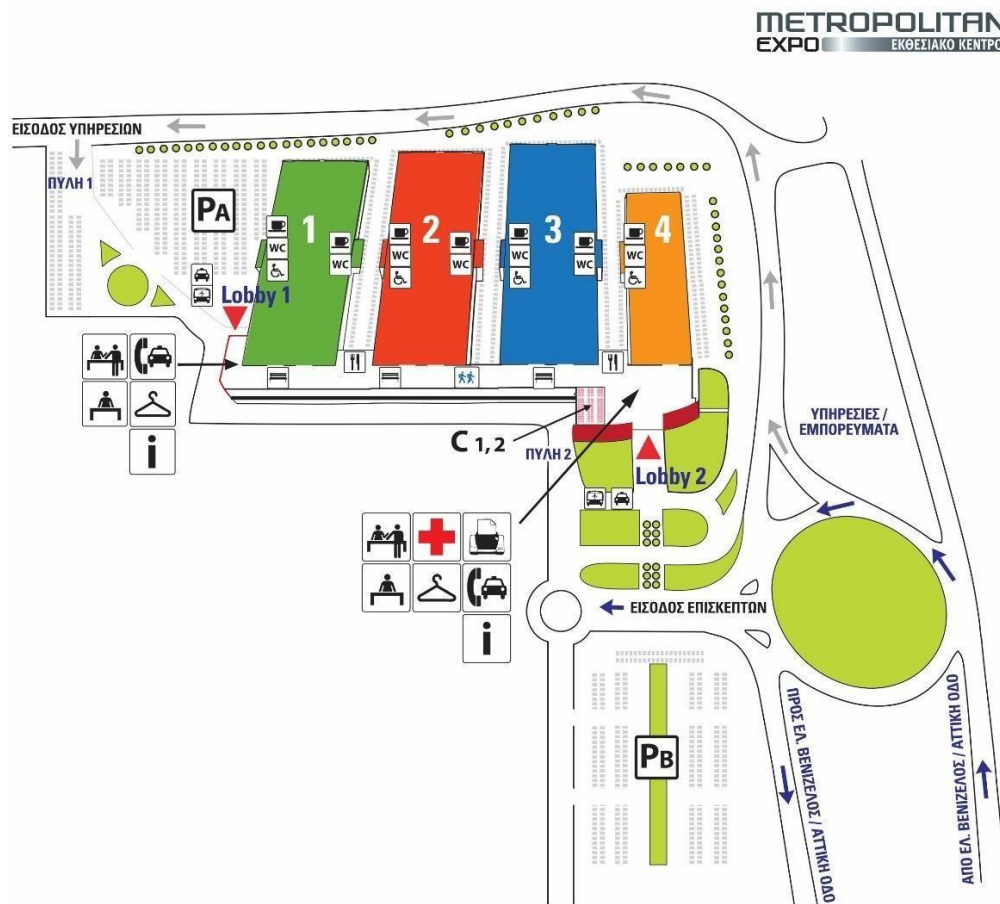 METROPOLITAN
EXPO ΕΚΘΕΣΙΑΚΟ ΚΕΝΤΡΟ
ΕΙΣΟΔΟΣ ΥΠΗΡΕΣΙΩΝ
ΠΥΛΗ 1
PA
1
2
3
4
WC
WC
WC
WC
WC
WC
WC
Lobby 1
i
C 1,2
ΠΥΛΗ 2
Lobby 2
ΥΠΗΡΕΣΙΕΣ /
ΕΜΠΟΡΕΥΜΑΤΑ
i
ΕΙΣΟΔΟΣ ΕΠΙΣΚΕΠΤΩΝ
PB
ΠΡΟΣ ΕΛ. ΒΕΝΙΖΕΛΟΣ / ΑΤΤΙΚΗ ΟΔΟ
ΑΠΟ ΕΛ. ΒΕΝΙΖΕΛΟΣ / ΑΤΤΙΚΗ ΟΔΟ